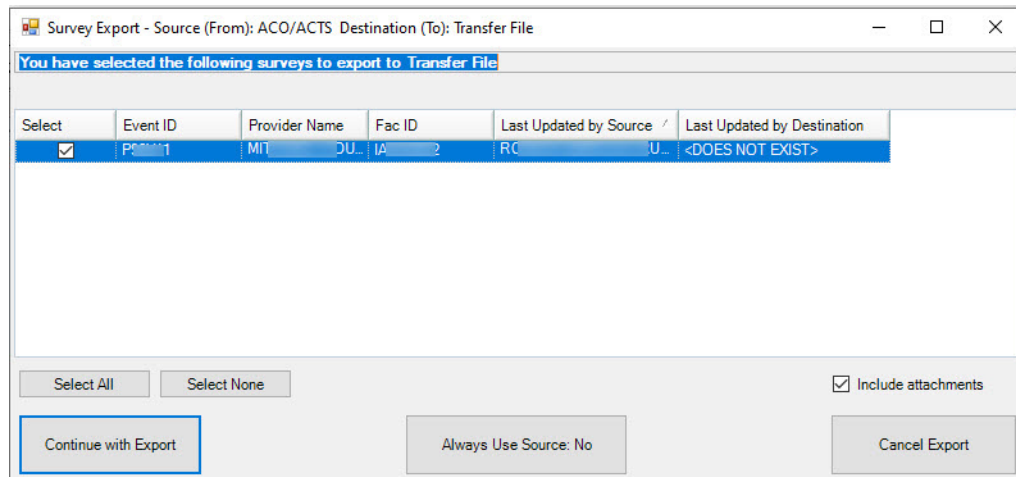 Survey Export - Source (From): ACO/ACTS Destination (To): Transfer File
You have selected the following surveys to export to Transfer File
Select Event ID Provider Name Fac ID Last Updated by Source Last Updated by Destination
<DOES NOT EXIST>
Select All Select None Include attachments
Continue with Export Always Use Source: No Cancel Export